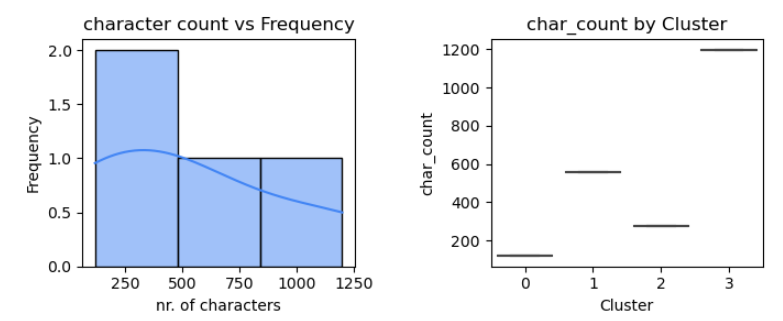 character count vs Frequency
2.0
1.5
1.0
0.5
0.0
Frequency
250 500 750 1000 1250
nr. of characters
char_count by Cluster
1200
1000
800
600
400
200
char_count
0 1 2 3
Cluster